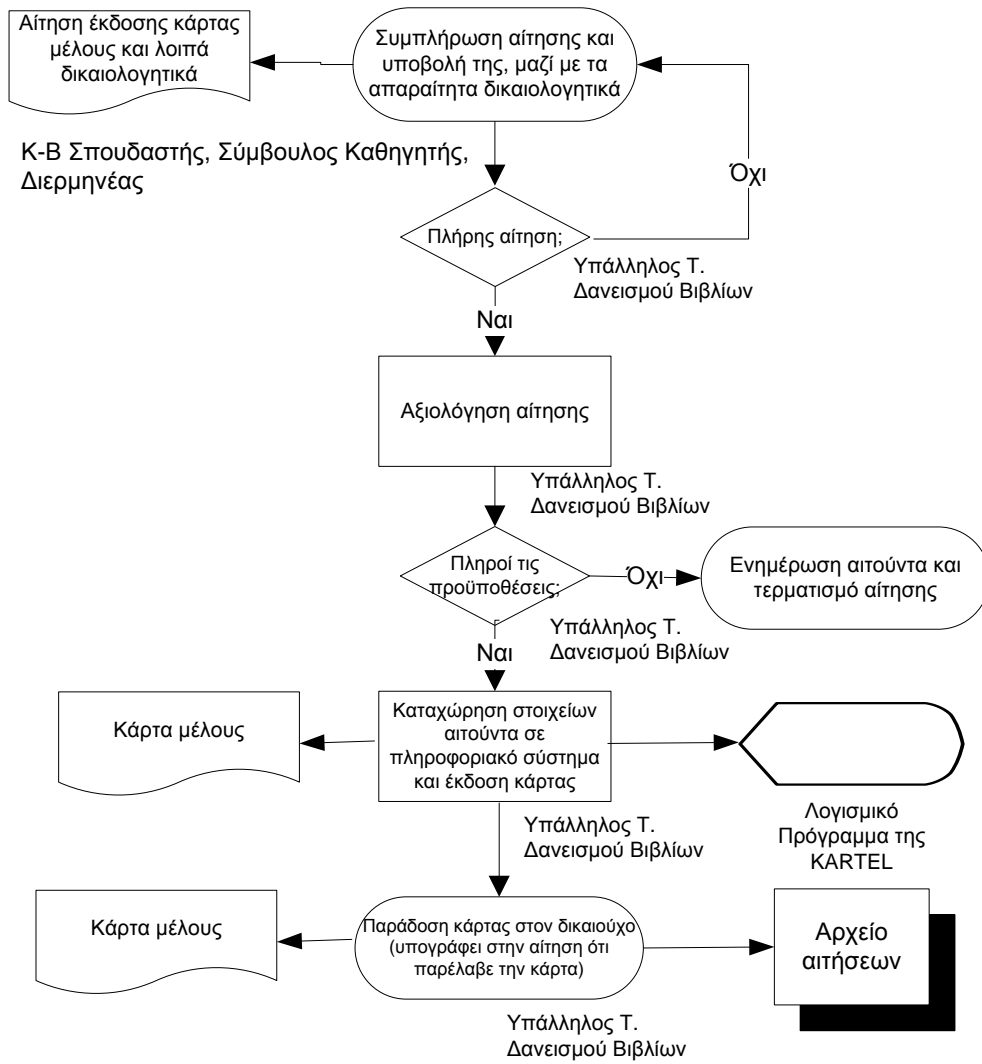 Αίτηση έκδοσης κάρτας
μέλους και λοιπά
δικαιολογητικά
Συμπλήρωση αίτησης και
υποβολή της, μαζί με τα
απαραίτητα δικαιολογητικά
Κ-Β Σπουδαστής, Σύμβουλος Καθηγητής,
Διερμηνέας
Όχι
Πλήρης αίτηση;
Υπάλληλος Τ.
Δανεισμού Βιβλίων
Ναι
Αξιολόγηση αίτησης
Υπάλληλος Τ.
Δανεισμού Βιβλίων
Πληροί τις
προϋποθέσεις;
Όχι
Ενημέρωση αιτούντα και
τερματισμό αίτησης
Υπάλληλος Τ.
Δανεισμού Βιβλίων
Ναι
Κάρτα μέλους
Καταχώρηση στοιχείων
αιτούντα σε
πληροφοριακό σύστημα
και έκδοση κάρτας
Λογισμικό
Πρόγραμμα της
KARTEL
Υπάλληλος Τ.
Δανεισμού Βιβλίων
Κάρτα μέλους
Παράδοση κάρτας στον δικαιούχο
(υπογράφει στην αίτηση ότι
παρέλαβε την κάρτα)
Αρχείο
αιτήσεων
Υπάλληλος Τ.
Δανεισμού Βιβλίων